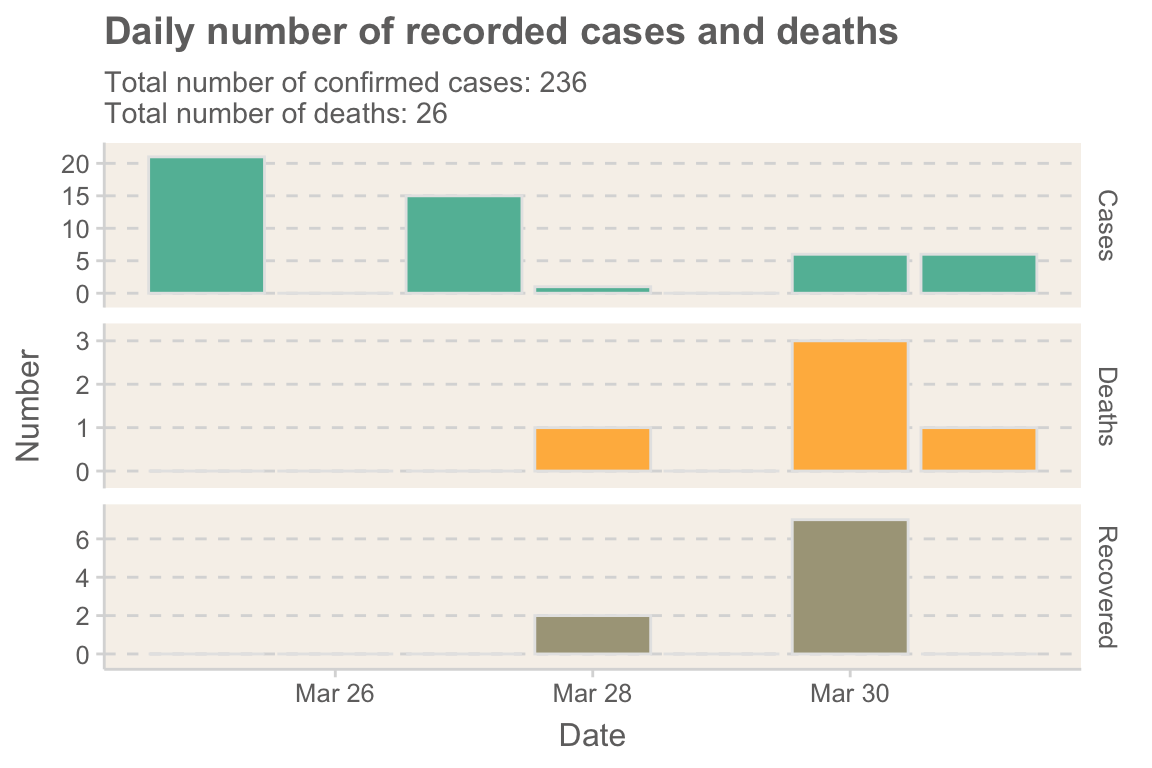 Daily number of recorded cases and deaths
Total number of confirmed cases: 236
Total number of deaths: 26
20
15
10
5
0
Cases
3
2
1
0
Deaths
Number
6
4
2
0
Recovered
Mar 26 Mar 28 Mar 30
Date